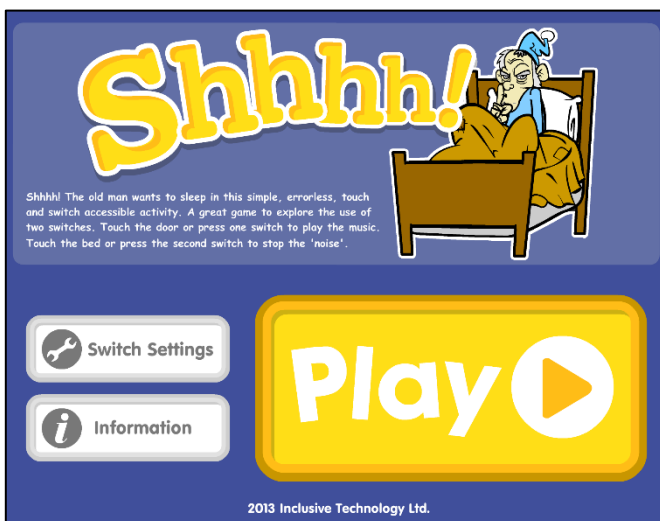 Shhhh!
Shhhh! The old man wants to sleep in this simple, errorless, touch
and switch accessible activity. A great game to explore the use of
two switches. Touch the door or press one switch to play the music.
Touch the bed or press the second switch to stop the 'noise'.
Switch Settings
Play
i Information
2013 Inclusive Technology Ltd.